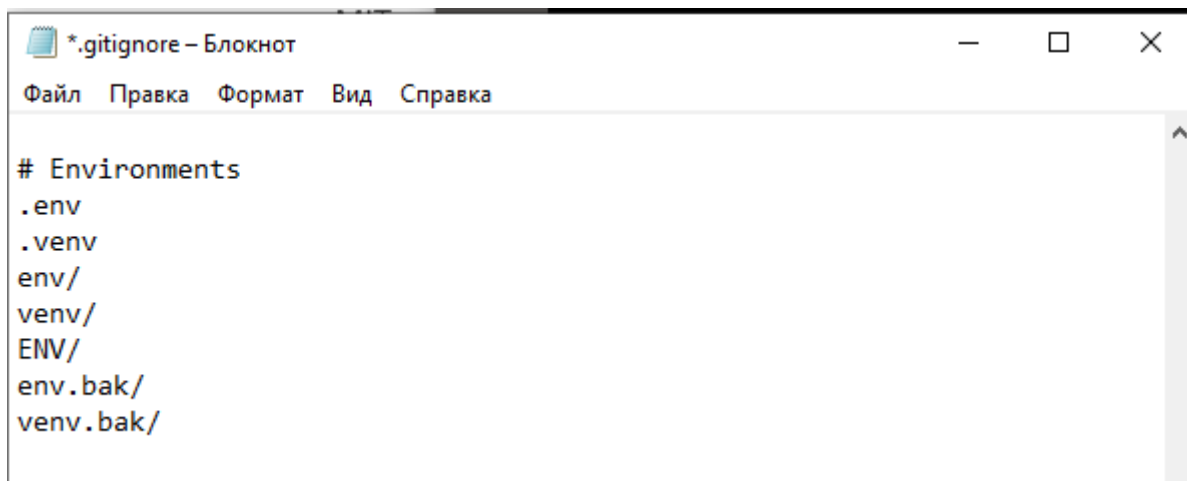 *.gitignore – Блокнот
Файл Правка Формат Вид Справка
# Environments
.env
.venv
env/
venv/
ENV/
env.bak/
venv.bak/